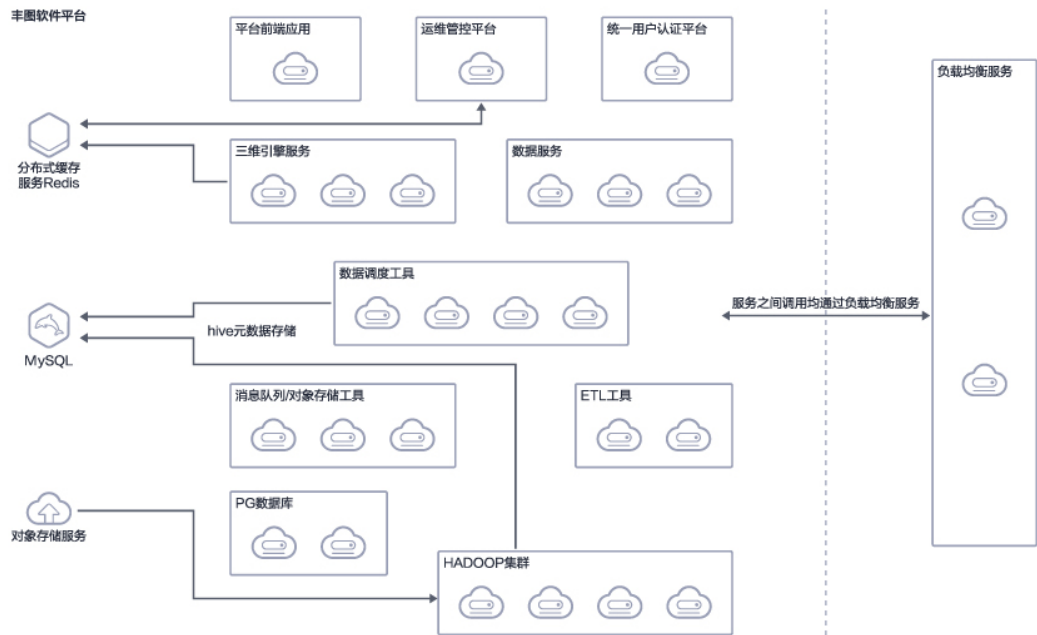 丰图软件平台
平台前端应用
运维管控平台
统一用户认证平台
负载均衡服务
分布式缓存
服务Redis
三维引擎服务
数据服务
数据调度工具
服务之间调用均通过负载均衡服务
hive元数据存储
MySQL
消息队列/对象存储工具
ETL工具
PG数据库
对象存储服务
HADOOP集群